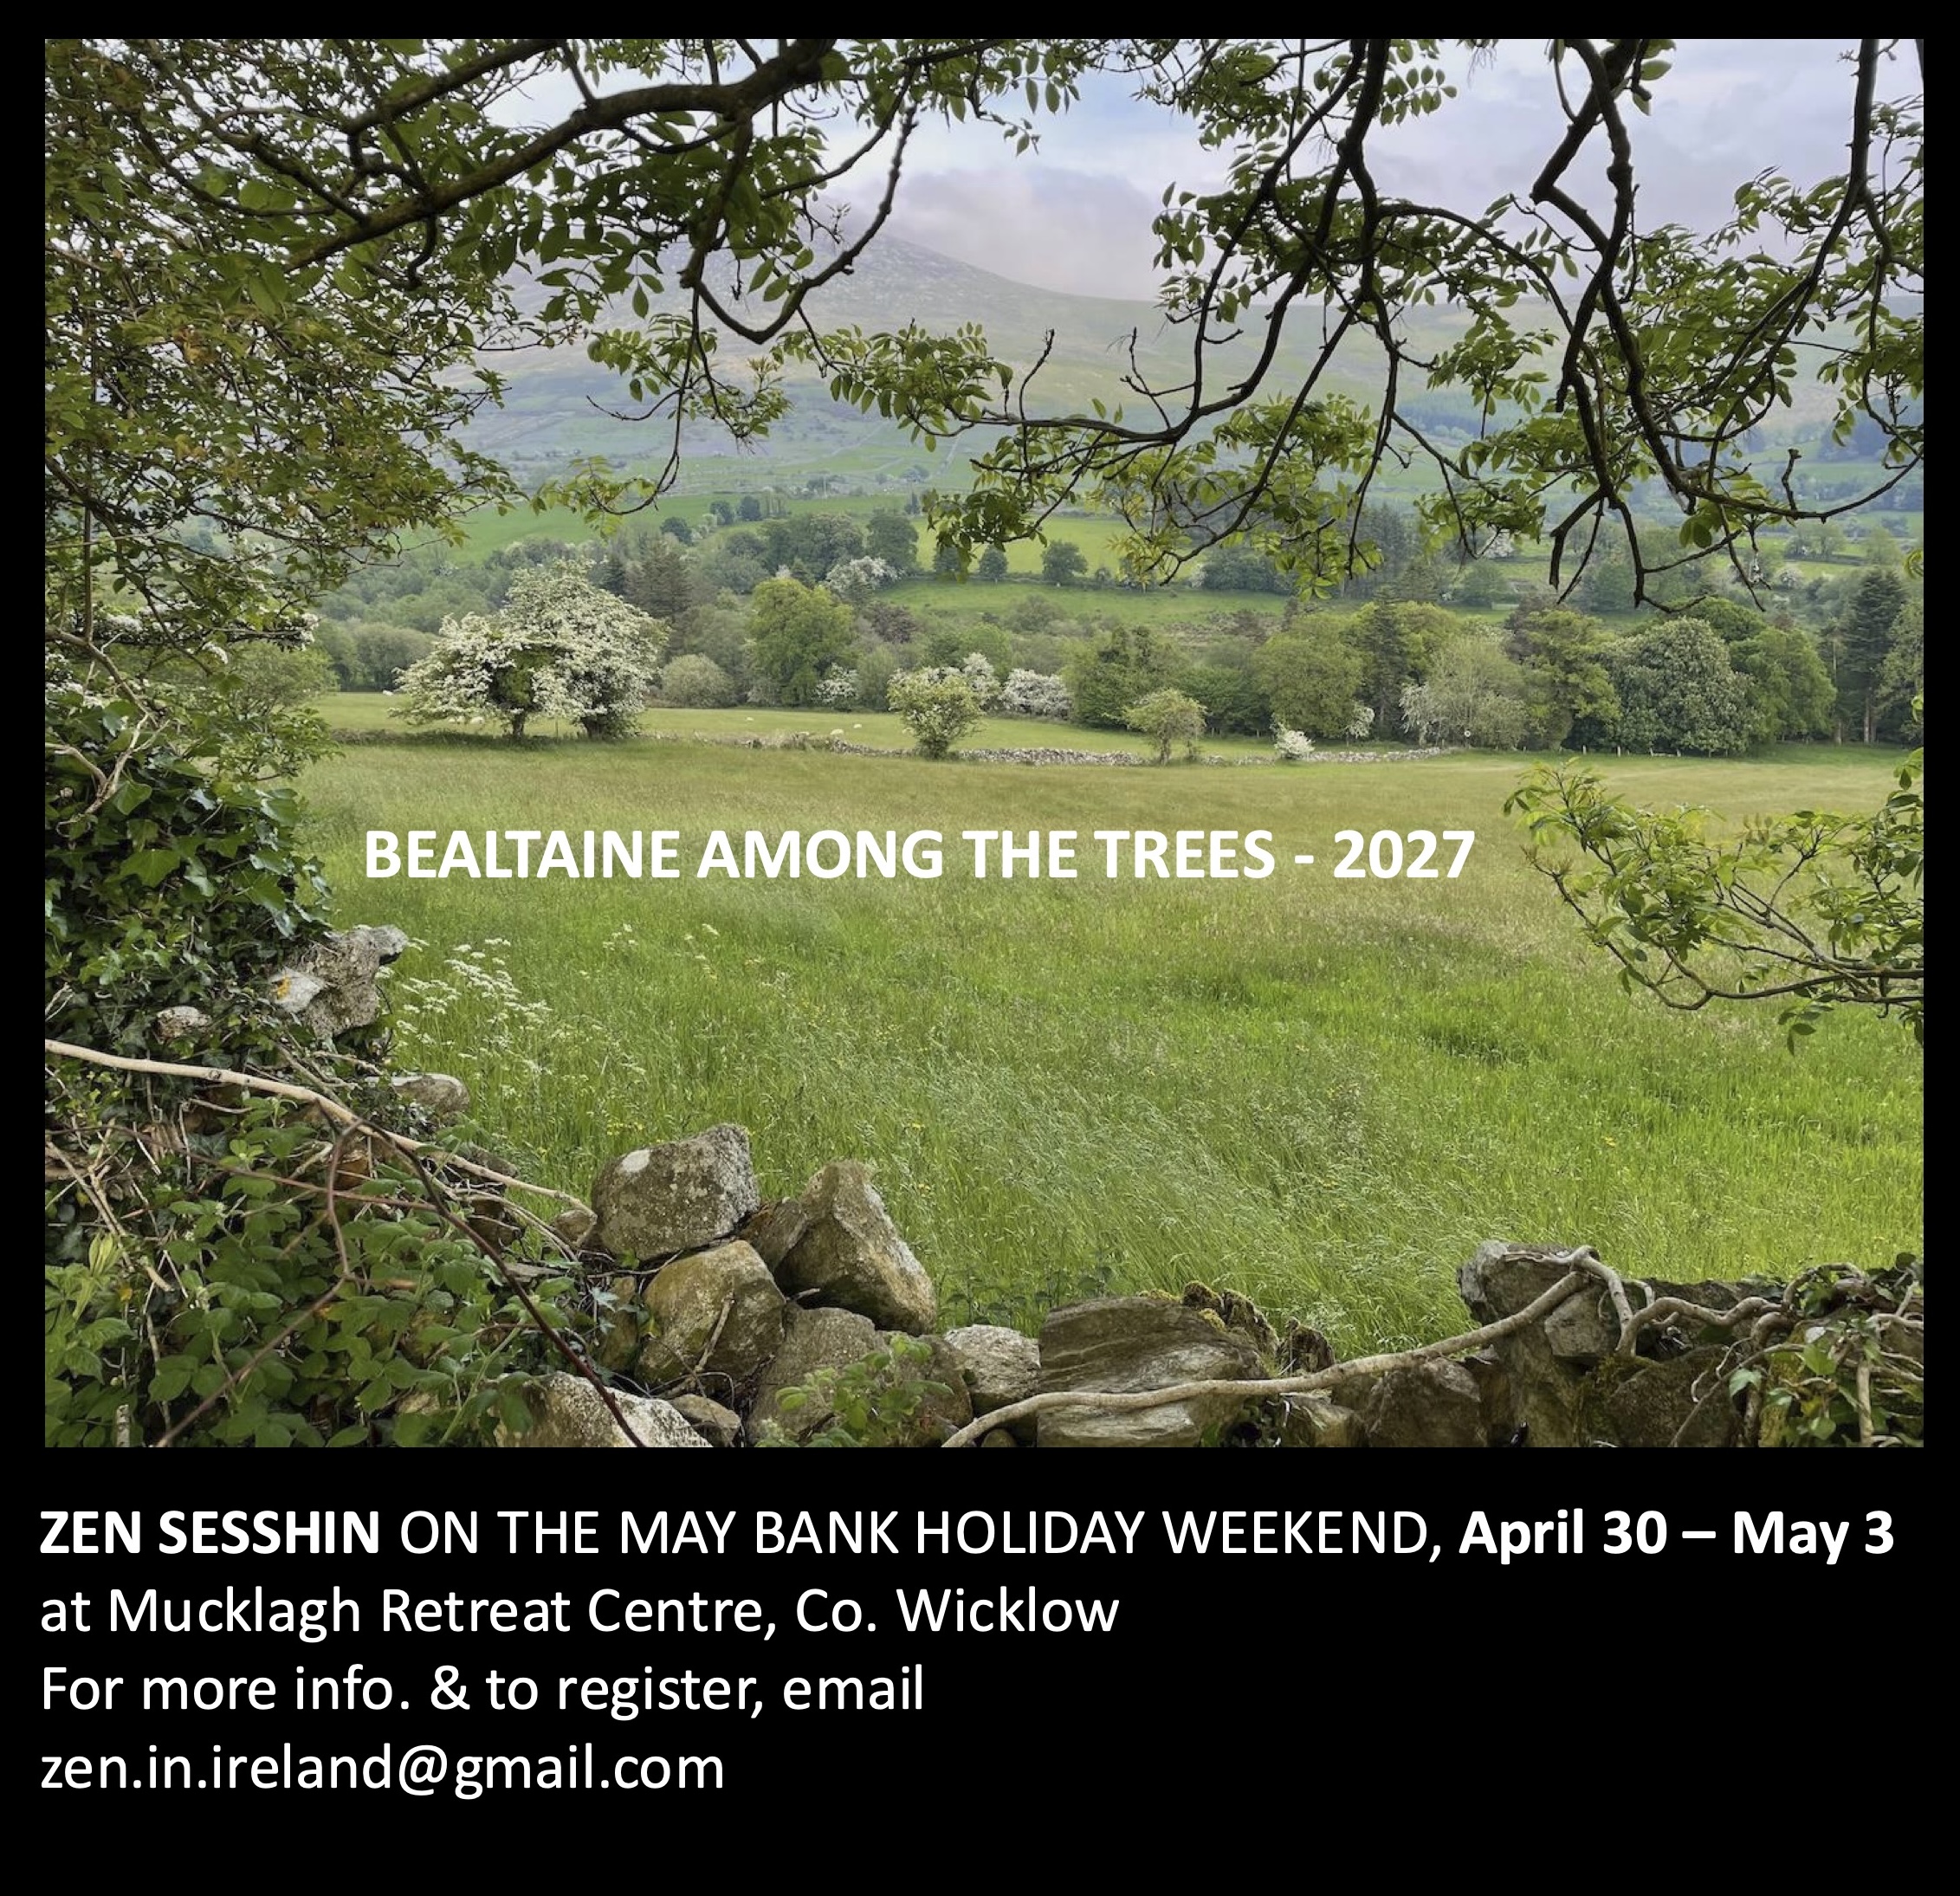 BEALTAINE AMONG THE TREES - 2027
ZEN SESSHIN ON THE MAY BANK HOLIDAY WEEKEND, April 30 – May 3
at Mucklagh Retreat Centre, Co. Wicklow
For more info. & to register, email
zen.in.ireland@gmail.com